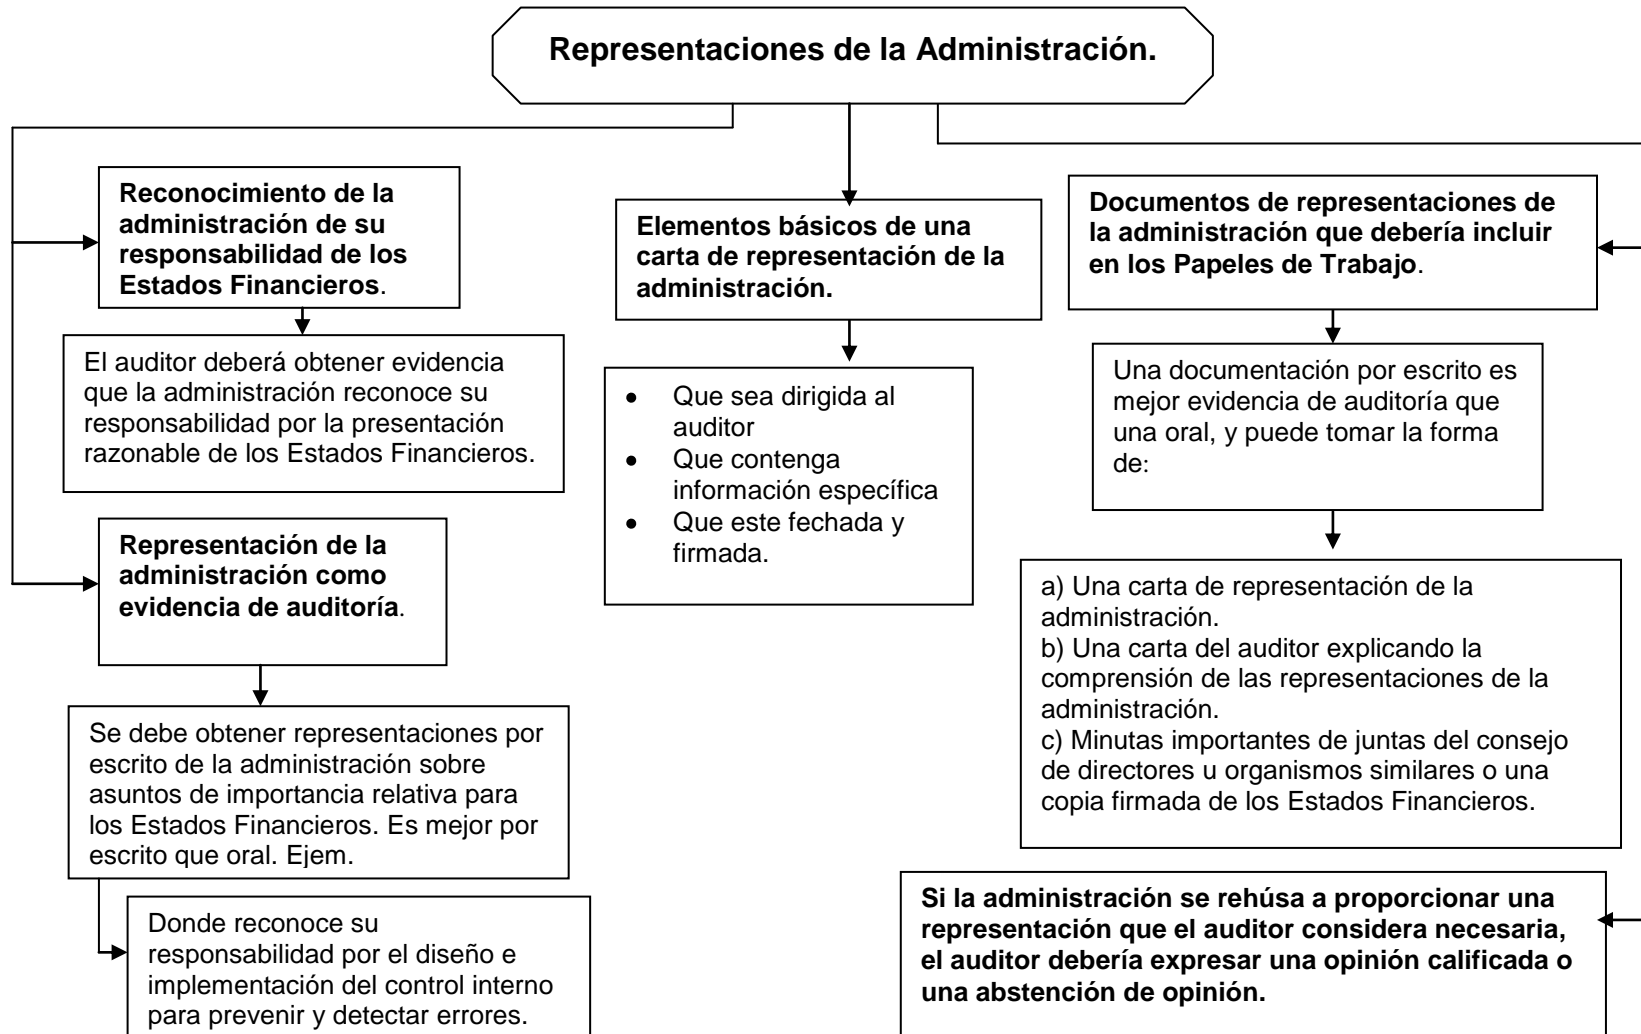 Representaciones de la Administración.
Reconocimiento de la
administración de su
responsabilidad de los
Estados Financieros.
El auditor deberá obtener evidencia
que la administración reconoce su
responsabilidad por la presentación
razonable de los Estados Financieros.
Representación de la
administración como
evidencia de auditoría.
Se debe obtener representaciones por
escrito de la administración sobre
asuntos de importancia relativa para
los Estados Financieros. Es mejor por
escrito que oral. Ejem.
Donde reconoce su
responsabilidad por el diseño e
implementación del control interno
para prevenir y detectar errores.
Elementos básicos de una
carta de representación de la
administración.
• Que sea dirigida al
auditor
• Que contenga
información específica
• Que este fechada y
firmada.
Documentos de representaciones de
la administración que debería incluir
en los Papeles de Trabajo.
Una documentación por escrito es
mejor evidencia de auditoría que
una oral, y puede tomar la forma
de:
a) Una carta de representación de la
administración.
b) Una carta del auditor explicando la
comprensión de las representaciones de la
administración.
c) Minutas importantes de juntas del consejo
de directores u organismos similares o una
copia firmada de los Estados Financieros.
Si la administración se rehúsa a proporcionar una
representación que el auditor considera necesaria,
el auditor debería expresar una opinión calificada o
una abstención de opinión.